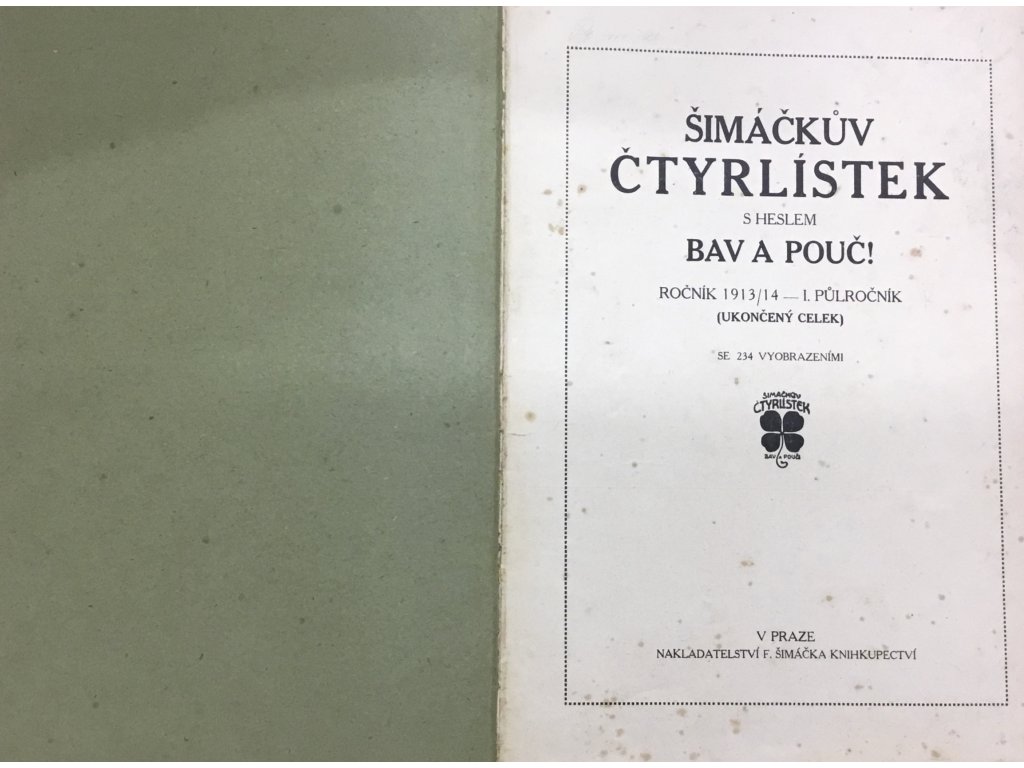 ŠIMÁČKŮV
ČTYRLÍSTEK
S HESLEM
BAV A POUČ!
ROČNÍK 1913/14 — I. PŮLROČNÍK
(UKONČENÝ CELEK)
SE 234 VYOBRAZENÍMI
ŠIMÁČKŮV
ČTYRLÍSTEK
BAV A POUČ!
V PRAZE
NAKLADATELSTVÍ F. ŠIMÁČKA KNIHKUPECTVÍ